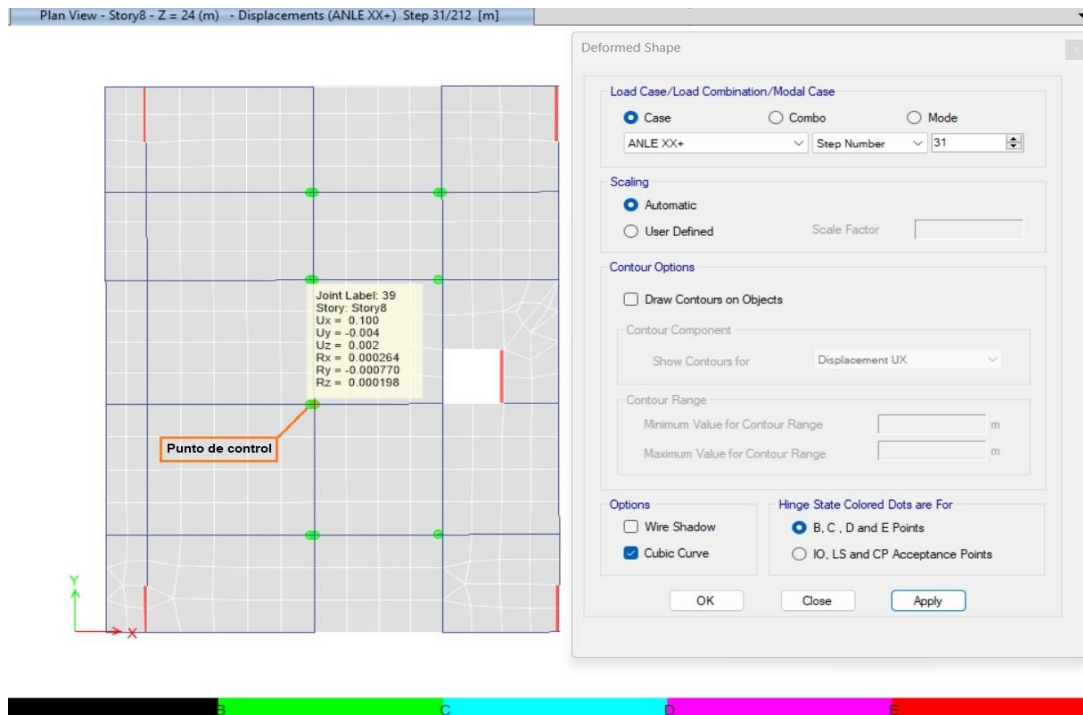 Plan View - Story8 - Z = 24 (m) - Displacements (ANLE XX+) Step 31/212 [m]
Deformed Shape
Load Case/Load Combination/Modal Case
Case Combo Mode
ANLE XX+ Step Number 31
Scaling
Automatic
User Defined Scale Factor
Contour Options
Draw Contours on Objects
Contour Component
Show Contours for Displacement UX
Contour Range
Minimum Value for Contour Range m
Maximum Value for Contour Range m
Options
Wire Shadow
Cubic Curve
Hinge State Colored Dots are For
B, C , D and E Points
IO, LS and CP Acceptance Points
OK Close Apply
Joint Label: 39
Story: Story8
Ux = 0.100
Uy = -0.004
Uz = 0.002
Rx = 0.000264
Ry = -0.000770
Rz = 0.000198
Punto de control
Y
X
B C D E